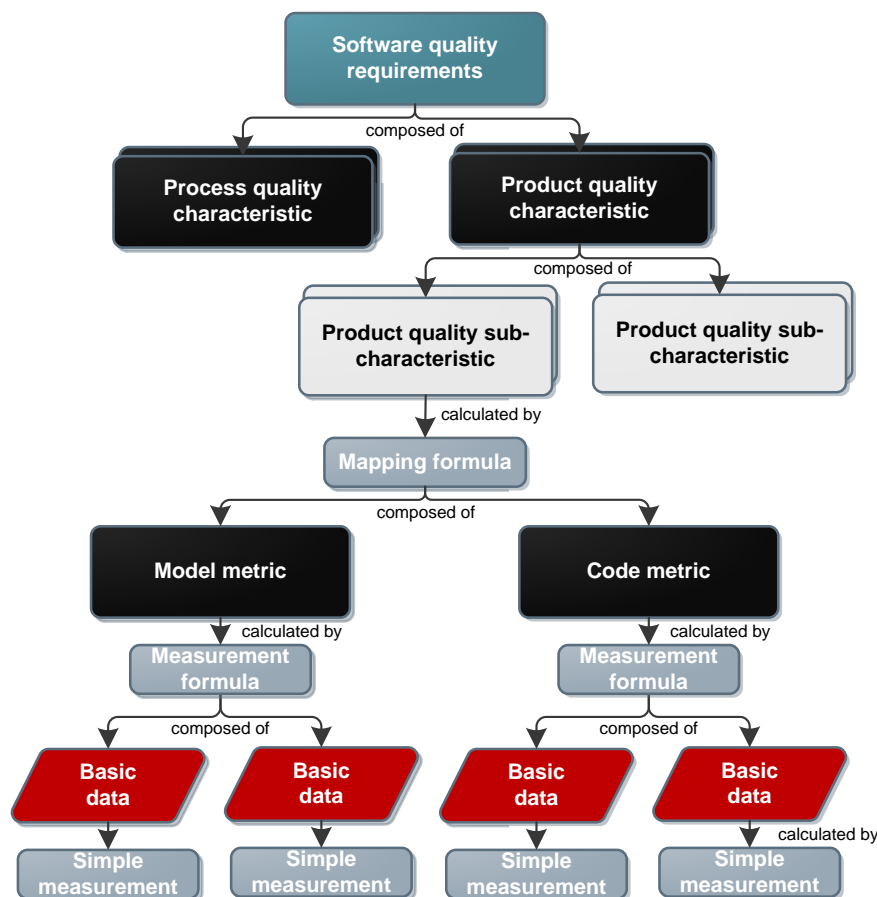 Software quality
requirements
composed of
Process quality
characteristic
Product quality
characteristic
composed of
Product quality sub-
characteristic
Product quality sub-
characteristic
calculated by
Mapping formula
composed of
Model metric
Code metric
calculated by
calculated by
Measurement
formula
Measurement
formula
composed of
composed of
Basic
data
Basic
data
Basic
data
Basic
data
calculated by
Simple
measurement
Simple
measurement
Simple
measurement
Simple
measurement